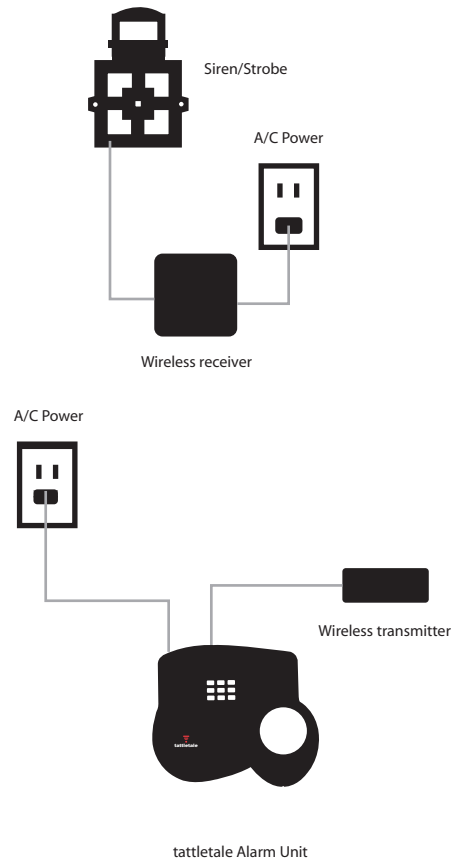 Siren/Strobe
A/C Power
Wireless receiver
A/C Power
Wireless transmitter
tattletale
tattletale Alarm Unit